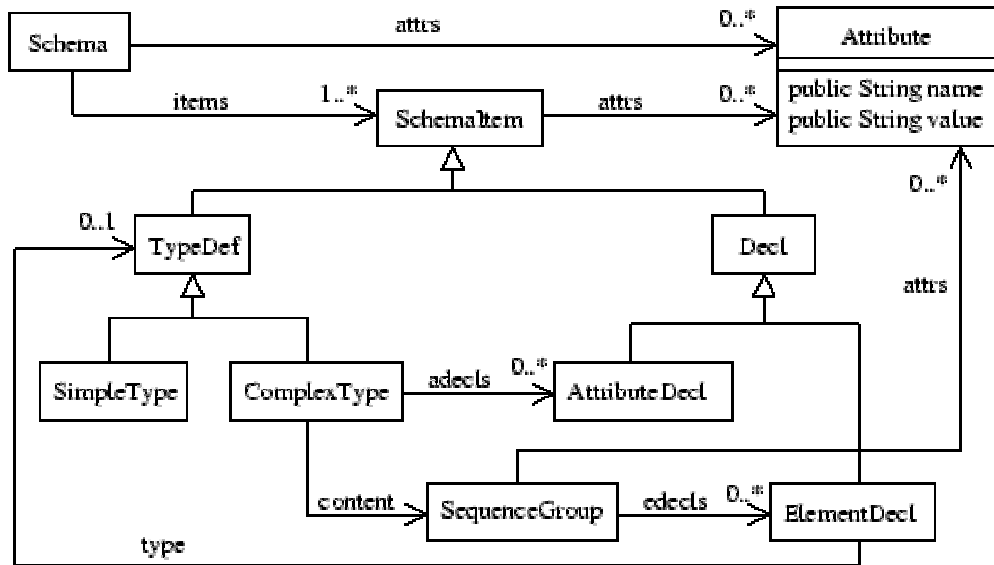 attrs
0..*
Schema
Attribute
items
1..*
attrs
0..*
public String name
public String value
SchemaItem
0..*
0..1
TypeDef
Decl
attrs
SimpleType
ComplexType
adecls
0..*
AttributeDecl
content
SequenceGroup
edecls
0..*
ElementDecl
type